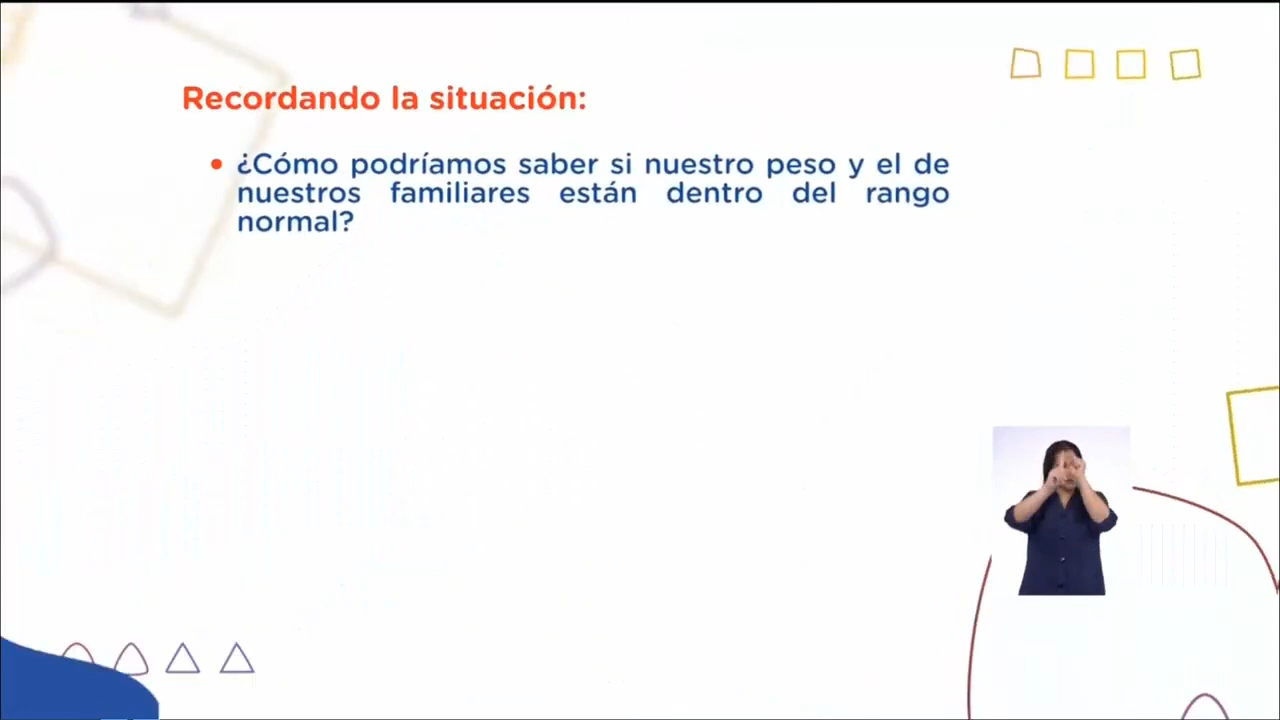 Recordando la situación:
• ¿Cómo podríamos saber si nuestro peso y el de
nuestros familiares están dentro del rango
normal?